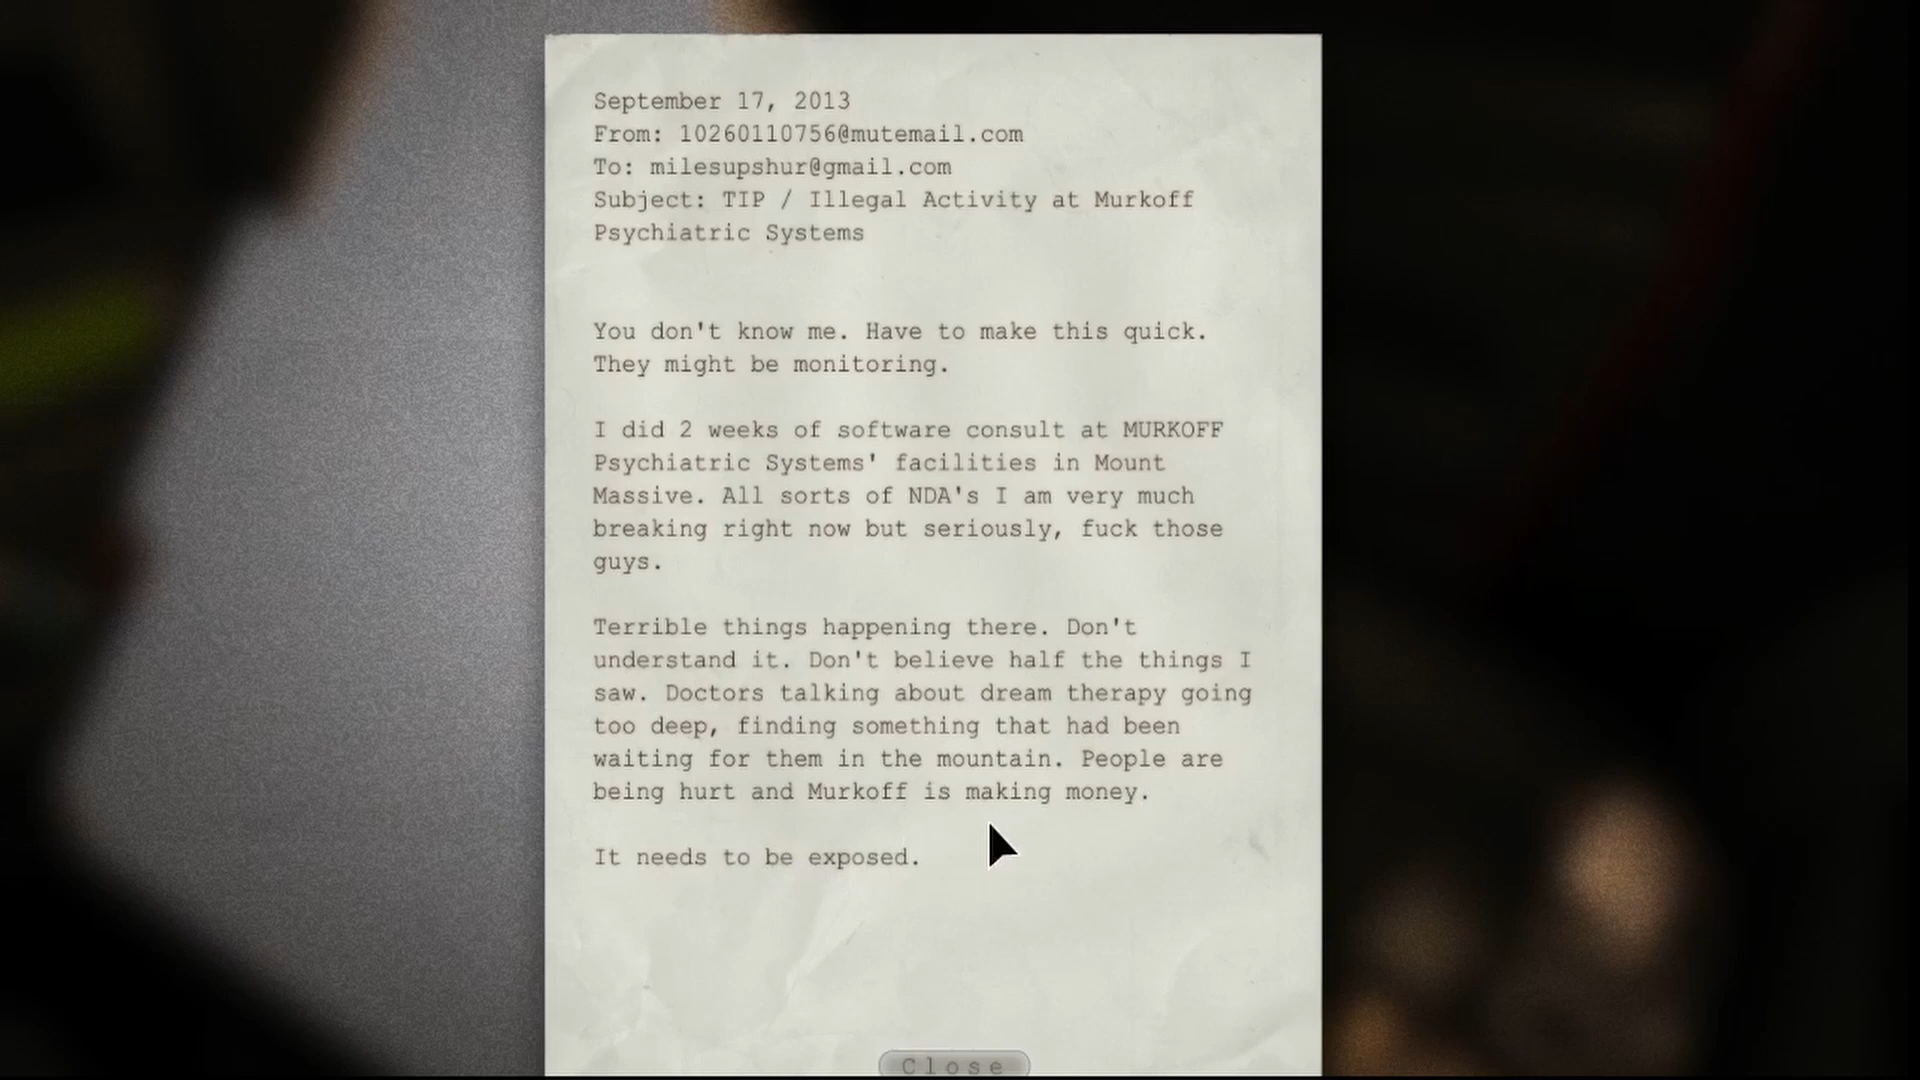 September 17, 2013
From: 10260110756@mutemail.com
To: milesupshur@gmail.com
Subject: TIP / Illegal Activity at Murkoff
Psychiatric Systems
You don't know me. Have to make this quick.
They might be monitoring.
I did 2 weeks of software consult at MURKOFF
Psychiatric Systems' facilities in Mount
Massive. All sorts of NDA's I am very much
breaking right now but seriously, fuck those
guys.
Terrible things happening there. Don't
understand it. Don't believe half the things I
saw. Doctors talking about dream therapy going
too deep, finding something that had been
waiting for them in the mountain. People are
being hurt and Murkoff is making money.
It needs to be exposed.
Close